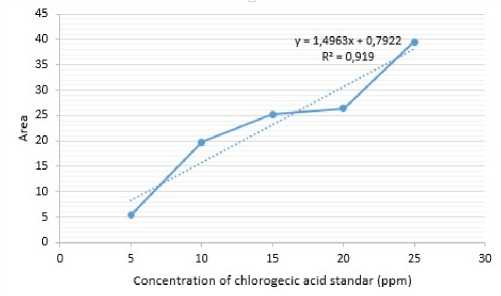 45
40
y = 1,4963x + 0,7922
R² = 0,919
35
30
25
20
15
10
5
0
Area
0 5 10 15 20 25 30
Concentration of chlorogecic acid standar (ppm)